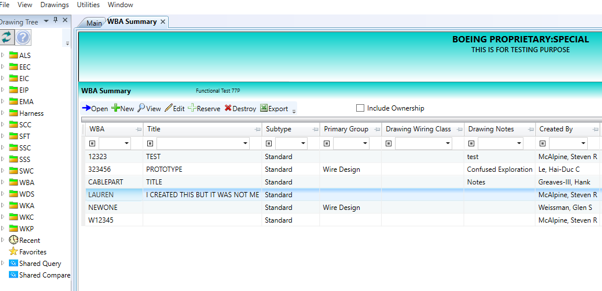 File View Drawings Utilities Window
Drawing Tree
Main WBA Summary
BOEING PROPRIETARY:SPECIAL
THIS IS FOR TESTING PURPOSE
WBA Summary Functional Test 77P
Open New View Edit Reserve Destroy Export Include Ownership
WBA Title Subtype Primary Group Drawing Wiring Class Drawing Notes Created By
12323 TEST Standard test McAlpine, Steven R
323456 PROTOTYPE Standard Wire Design Confused Exploration Le, Hai-Duc C
CABLEPART TITLE Standard Notes Greaves-III, Hank
LAUREN I CREATED THIS BUT IT WAS NOT ME Standard McAlpine, Steven R
NEWONE Standard Wire Design Weissman, Glen S
W12345 Standard McAlpine, Steven R
ALS
EEC
EIC
EIP
EMA
Harness
SCC
SFT
SSC
SSS
SWC
WBA
WDS
WKA
WKC
WKP
Recent
Favorites
Shared Query
Shared Compare